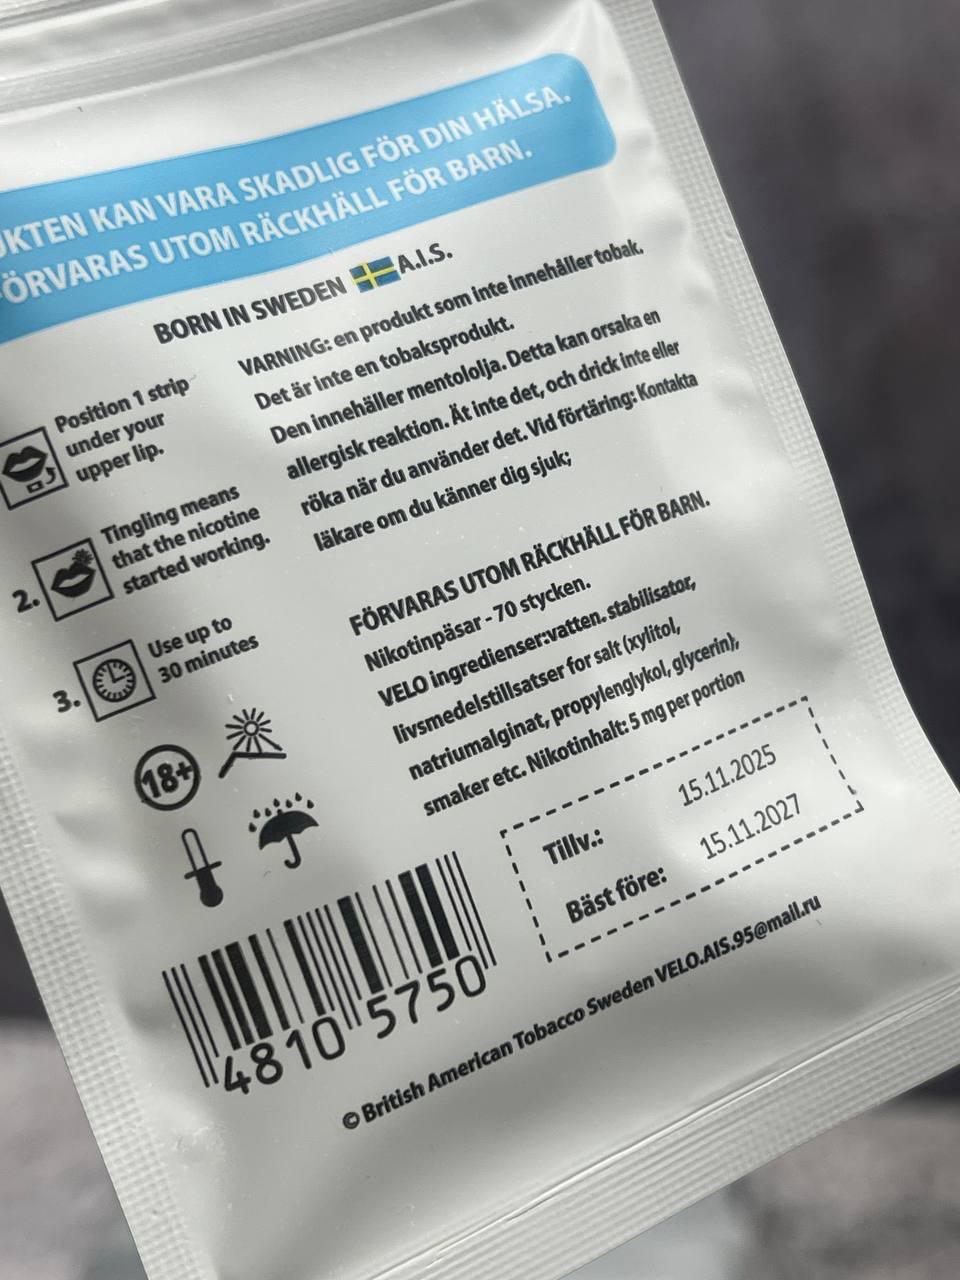 KAN VARA SKADLIG FÖR DIN HÄLSA.
FÖRVARAS UTOM RÄCKHÄLL FÖR BARN.
BORN IN SWEDEN A.I.S.
Position 1 strip
under your
upper lip.
2. Tingling means
that the nicotine
started working.
3. Use up to
30 minutes
18+
VARNING: en produkt som inte innehåller tobak.
Det är inte en tobaksprodukt.
Den innehåller mentololja. Detta kan orsaka en
allergisk reaktion. Ät inte det, och drick inte eller
röka när du använder det. Vid förtäring: Kontakta
läkare om du känner dig sjuk;
FÖRVARAS UTOM RÄCKHÄLL FÖR BARN.
Nikotinpäsar - 70 stycken.
VELO ingredienser:vatten. stabilisator,
livsmedelstillsatser for salt (xylitol,
natriumalginat, propylenglykol, glycerin),
smaker etc. Nikotinhalt: 5 mg per portion
Tillv.: 15.11.2025
Bäst före: 15.11.2027
4810 5750
© British American Tobacco Sweden VELO.AIS.95@mail.ru